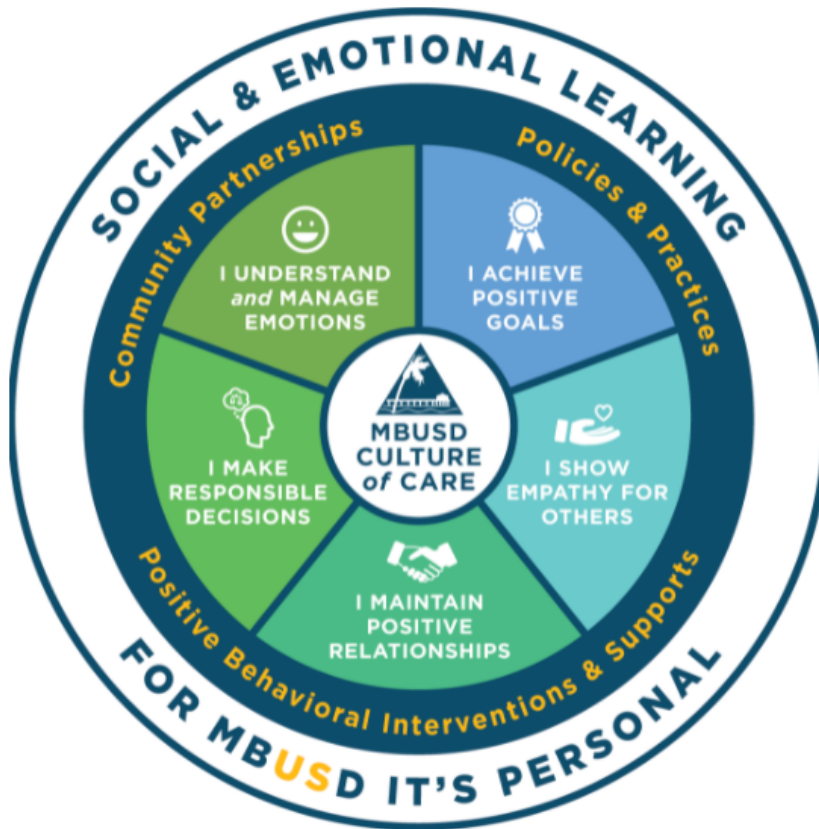 SOCIAL & EMOTIONAL LEARNING
Community Partnerships
Policies & Practices
I UNDERSTAND
and MANAGE
EMOTIONS
I ACHIEVE
POSITIVE
GOALS
I MAKE
RESPONSIBLE
DECISIONS
MBUSD
CULTURE
of CARE
I SHOW
EMPATHY FOR
OTHERS
I MAINTAIN
POSITIVE
RELATIONSHIPS
Positive Behavioral Interventions & Supports
FOR MBUSD IT'S PERSONAL